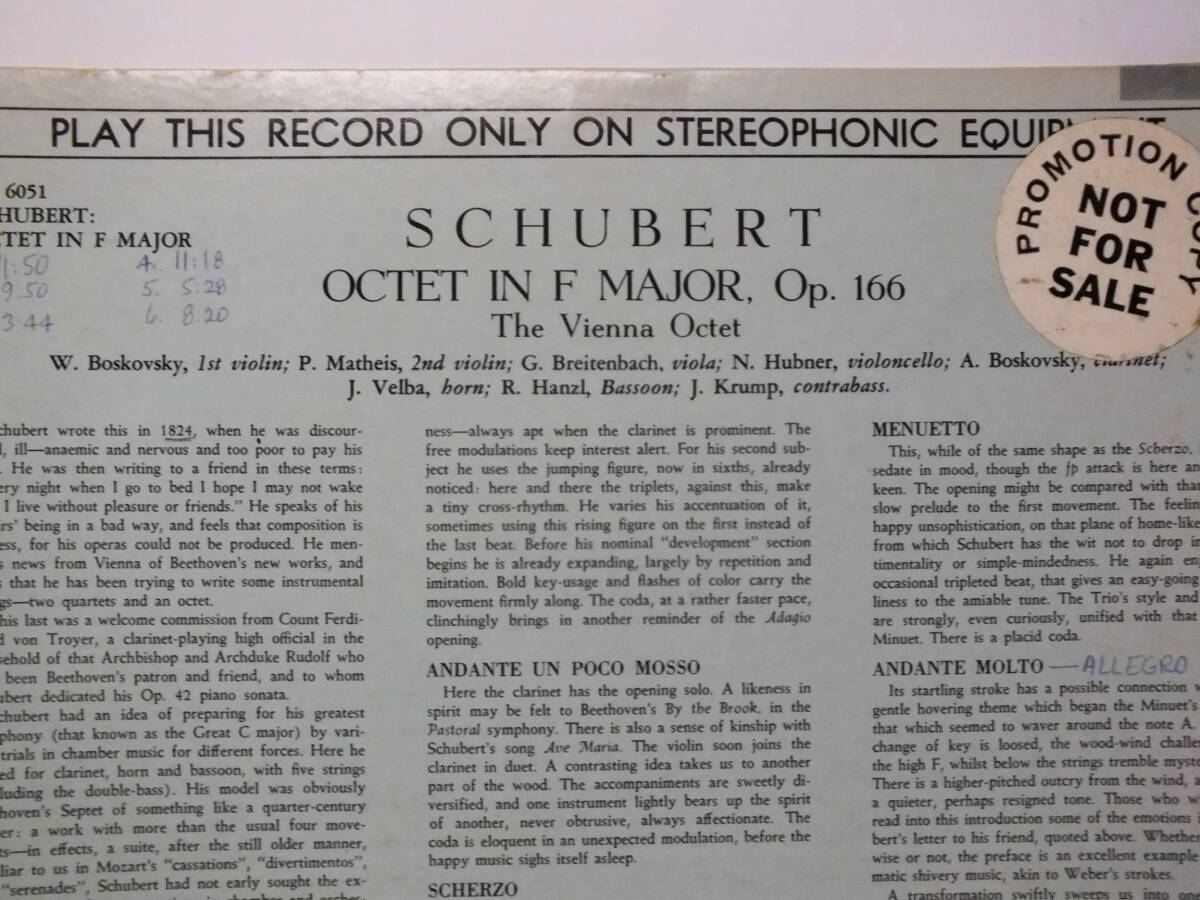 PLAY THIS RECORD ONLY ON STEREOPHONIC
PROMOTION COPY
NOT
FOR
SALE
6051
HUBERT:
TET IN F MAJOR
1:50 4. 11:18
9.50 5. 5:28
3.44 6. 8.20
SCHUBERT
OCTET IN F MAJOR, Op. 166
The Vienna Octet
W. Boskovsky, 1st violin; P. Matheis, 2nd violin; G. Breitenbach, viola; N. Hubner, violoncello; A. Boskovsky, clarinet;
J. Velba, horn; R. Hanzl, Bassoon; J. Krump, contrabass.
chubert wrote this in 1824, when he was discour-
, ill—anaemic and nervous and too poor to pay his
. He was then writing to a friend in these terms:
ery night when I go to bed I hope I may not wake
I live without pleasure or friends." He speaks of his
rs' being in a bad way, and feels that composition is
ess, for his operas could not be produced. He men-
s news from Vienna of Beethoven's new works, and
that he has been trying to write some instrumental
gs—two quartets and an octet.
his last was a welcome commission from Count Ferdi-
d von Troyer, a clarinet-playing high official in the
sehold of that Archbishop and Archduke Rudolf who
been Beethoven's patron and friend, and to whom
ubert dedicated his Op. 42 piano sonata.
chubert had an idea of preparing for his greatest
phony (that known as the Great C major) by vari-
trials in chamber music for different forces. Here he
ed for clarinet, horn and bassoon, with five strings
luding the double-bass). His model was obviously
hoven's Septet of something like a quarter-century
er: a work with more than the usual four move-
ts—in effects, a suite, after the still older manner,
liar to us in Mozart's "cassations", "divertimentos",
"serenades", Schubert had not early sought the ex-
ness—always apt when the clarinet is prominent. The
free modulations keep interest alert. For his second sub-
ject he uses the jumping figure, now in sixths, already
noticed: here and there the triplets, against this, make
a tiny cross-rhythm. He varies his accentuation of it,
sometimes using this rising figure on the first instead of
the last beat. Before his nominal "development" section
begins he is already expanding, largely by repetition and
imitation. Bold key-usage and flashes of color carry the
movement firmly along. The coda, at a rather faster pace,
clinchingly brings in another reminder of the Adagio
opening.
ANDANTE UN POCO MOSSO
Here the clarinet has the opening solo. A likeness in
spirit may be felt to Beethoven's By the Brook, in the
Pastoral symphony. There is also a sense of kinship with
Schubert's song Ave Maria. The violin soon joins the
clarinet in duet. A contrasting idea takes us to another
part of the wood. The accompaniments are sweetly di-
versified, and one instrument lightly bears up the spirit
of another, never obtrusive, always affectionate. The
coda is eloquent in an unexpected modulation, before the
happy music sighs itself asleep.
SCHERZO
MENUETTO
This, while of the same shape as the Scherzo,
sedate in mood, though the fp attack is here an
keen. The opening might be compared with that
slow prelude to the first movement. The feelin
happy unsophistication, on that plane of home-like
from which Schubert has the wit not to drop in
timentality or simple-mindedness. He again en
occasional tripleted beat, that gives an easy-going
liness to the amiable tune. The Trio's style and
are strongly, even curiously, unified with that
Minuet. There is a placid coda.
ANDANTE MOLTO — ALLEGRO
Its startling stroke has a possible connection w
gentle hovering theme which began the Minuet's
that which seemed to waver around the note A.
change of key is loosed, the wood-wind challen
the high F, whilst below the strings tremble myste
There is a higher-pitched outcry from the wind, a
a quieter, perhaps resigned tone. Those who w
read into this introduction some of the emotions i
bert's letter to his friend, quoted above. Whether
wise or not, the preface is an excellent example
matic shivery music, akin to Weber's strokes.
A transformation swiftly sweeps us into one